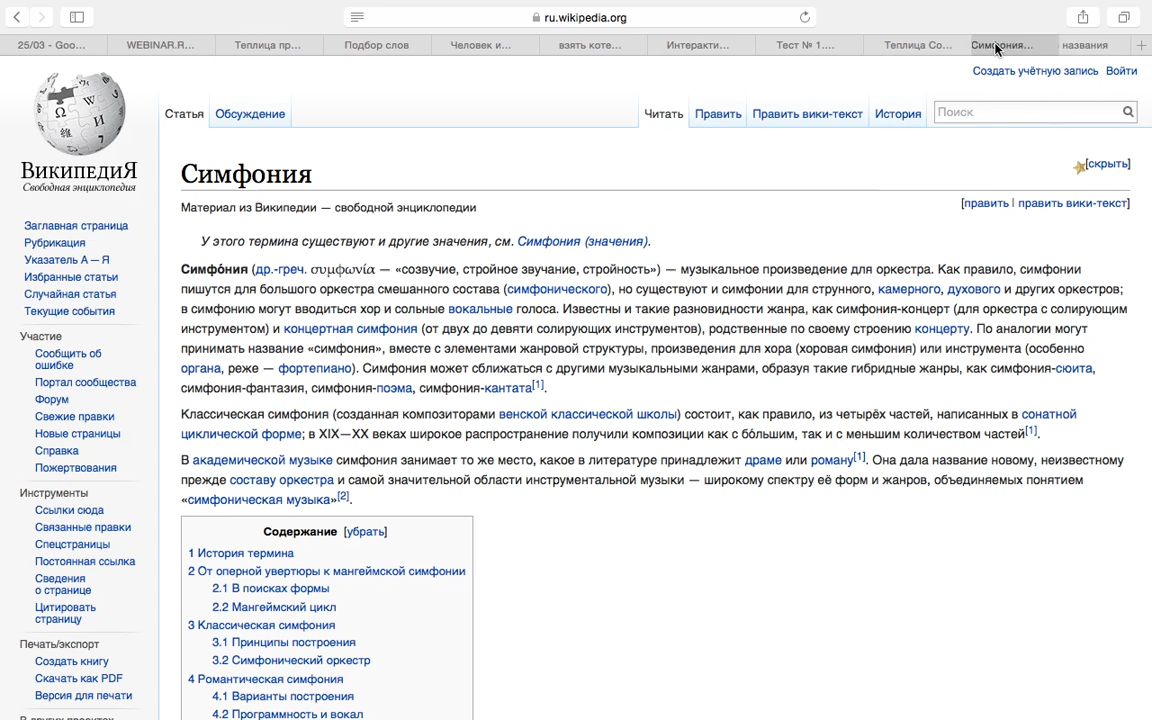 ru.wikipedia.org
25/03 - Goo...
WEBINAR.R...
Теплица пр...
Подбор слов
Человек и...
взять коте...
Интеракти...
Тест № 1....
Теплица Со...
Симфония...
названия
Создать учётную запись Войти
Статья Обсуждение Читать Править Править вики-текст История Поиск
ВикипедиЯ
Свободная энциклопедия
Заглавная страница
Рубрикация
Указатель А — Я
Избранные статьи
Случайная статья
Текущие события
Участие
Сообщить об
ошибке
Портал сообщества
Форум
Свежие правки
Новые страницы
Справка
Пожертвования
Инструменты
Ссылки сюда
Связанные правки
Спецстраницы
Постоянная ссылка
Сведения
о странице
Цитировать
страницу
Печать/экспорт
Создать книгу
Скачать как PDF
Версия для печати
В других проектах
Симфония
[скрыть]
Материал из Википедии — свободной энциклопедии
[править | править вики-текст]
У этого термина существуют и другие значения, см. Симфония (значения).
Симфо́ния (др.-греч. συμφωνία — «созвучие, стройное звучание, стройность») — музыкальное произведение для оркестра. Как правило, симфонии
пишутся для большого оркестра смешанного состава (симфонического), но существуют и симфонии для струнного, камерного, духового и других оркестров;
в симфонию могут вводиться хор и сольные вокальные голоса. Известны и такие разновидности жанра, как симфония-концерт (для оркестра с солирующим
инструментом) и концертная симфония (от двух до девяти солирующих инструментов), родственные по своему строению концерту. По аналогии могут
принимать название «симфония», вместе с элементами жанровой структуры, произведения для хора (хоровая симфония) или инструмента (особенно
органа, реже — фортепиано). Симфония может сближаться с другими музыкальными жанрами, образуя такие гибридные жанры, как симфония-сюита,
симфония-фантазия, симфония-поэма, симфония-кантата[1].
Классическая симфония (созданная композиторами венской классической школы) состоит, как правило, из четырёх частей, написанных в сонатной
циклической форме; в XIX—XX веках широкое распространение получили композиции как с бо́льшим, так и с меньшим количеством частей[1].
В академической музыке симфония занимает то же место, какое в литературе принадлежит драме или роману[1]. Она дала название новому, неизвестному
прежде составу оркестра и самой значительной области инструментальной музыки — широкому спектру её форм и жанров, объединяемых понятием
«симфоническая музыка»[2].
Содержание [убрать]
1 История термина
2 От оперной увертюры к мангеймской симфонии
2.1 В поисках формы
2.2 Мангеймский цикл
3 Классическая симфония
3.1 Принципы построения
3.2 Симфонический оркестр
4 Романтическая симфония
4.1 Варианты построения
4.2 Программность и вокал